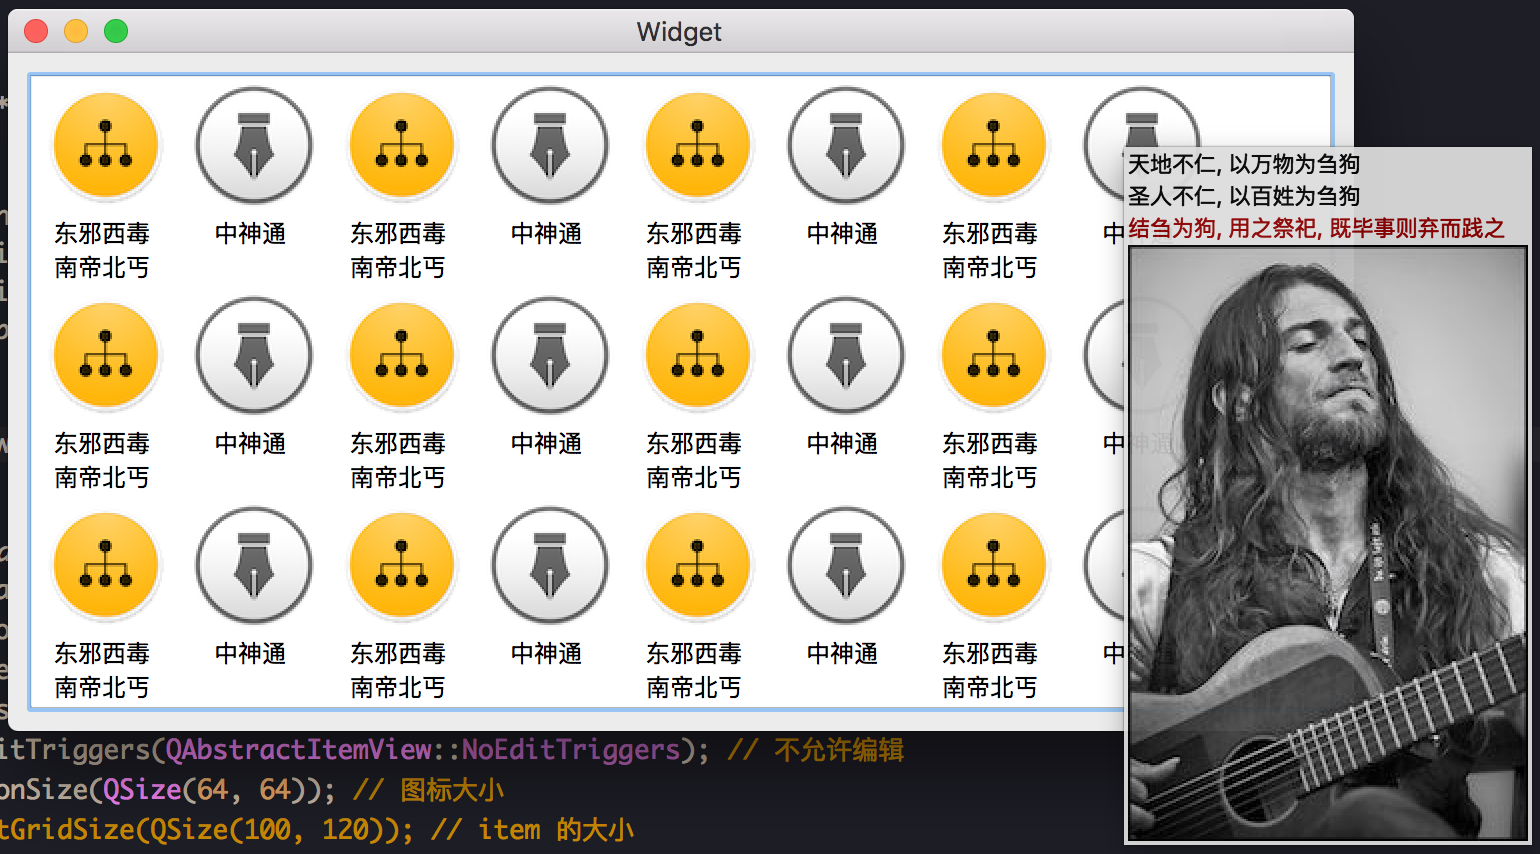 Widget
东邪西毒 中神通 东邪西毒 中神通 东邪西毒 中神通 东邪西毒 中
南帝北丐 南帝北丐 南帝北丐 南帝北丐
东邪西毒 中神通 东邪西毒 中神通 东邪西毒 中神通 东邪西毒 中神通
南帝北丐 南帝北丐 南帝北丐 南帝北丐
东邪西毒 中神通 东邪西毒 中神通 东邪西毒 中神通 东邪西毒 中
南帝北丐 南帝北丐 南帝北丐 南帝北丐
天地不仁, 以万物为刍狗
圣人不仁, 以百姓为刍狗
结刍为狗, 用之祭祀, 既毕事则弃而践之
itTriggers(QAbstractItemView::NoEditTriggers); // 不允许编辑
onSize(QSize(64, 64)); // 图标大小
tGridSize(QSize(100, 120)); // item 的大小